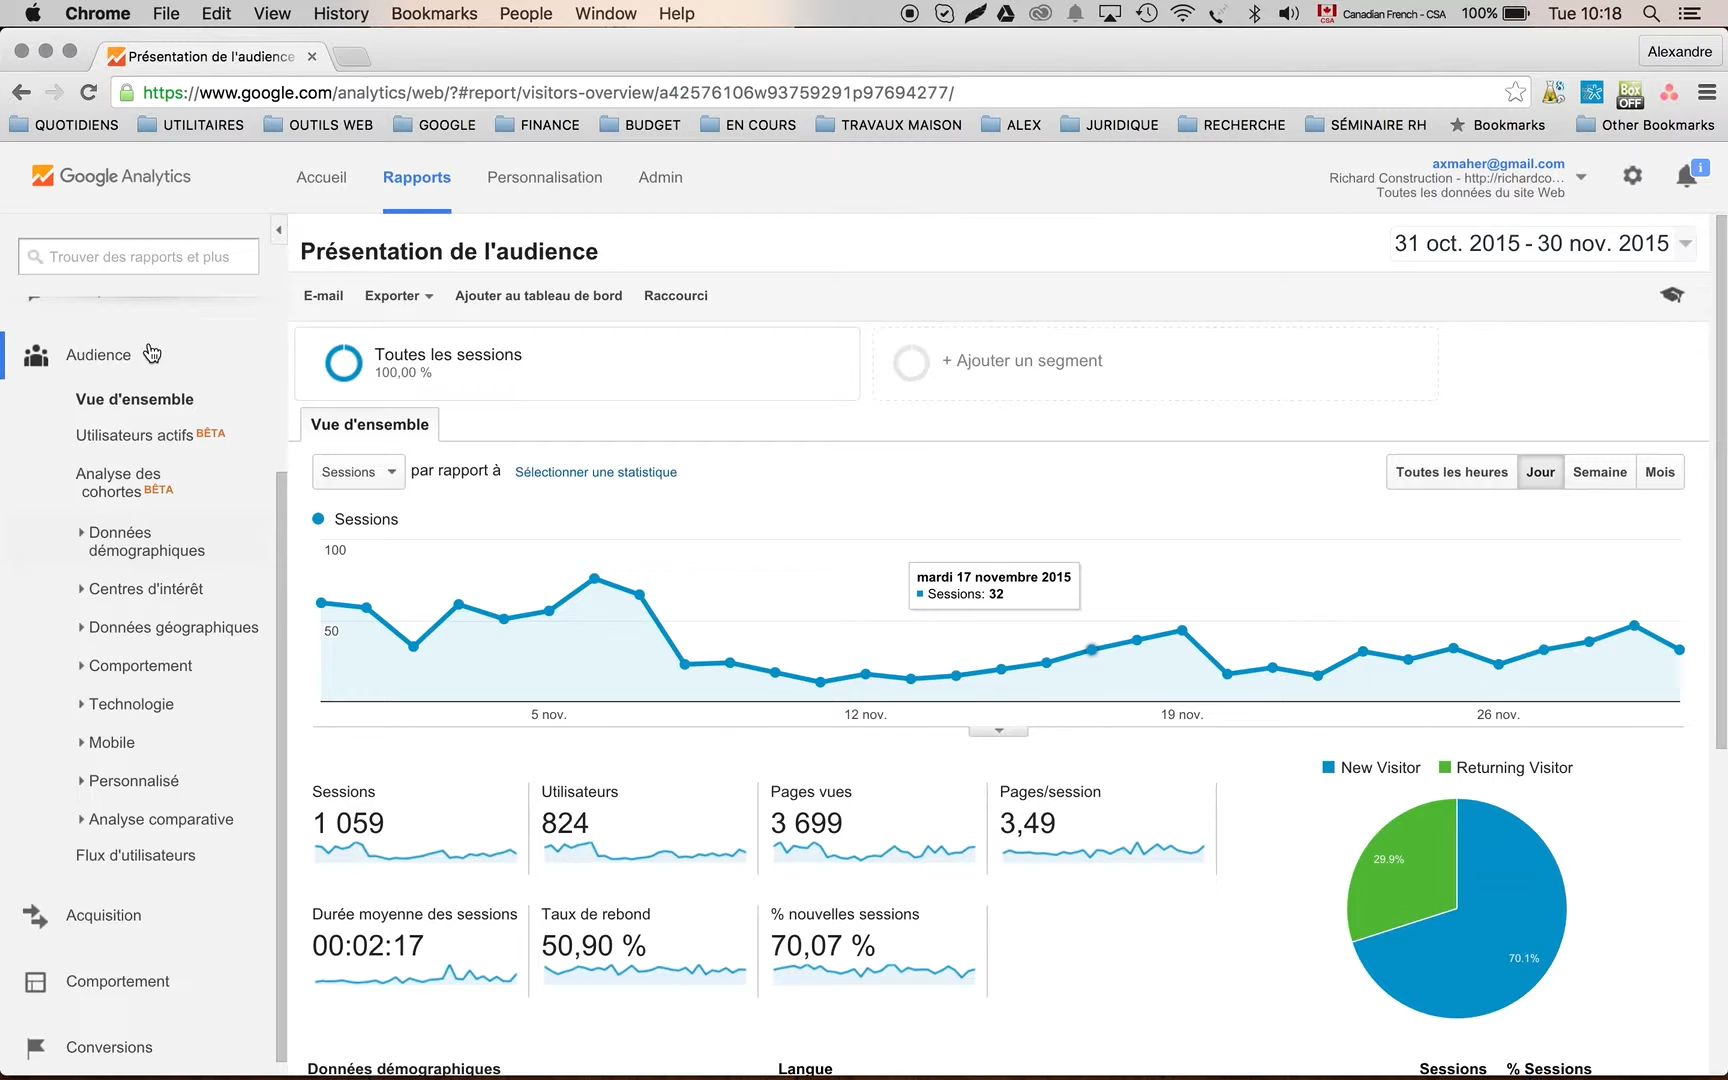 Chrome File Edit View History Bookmarks People Window Help
Canadian French - CSA 100% Tue 10:18
Présentation de l'audience
Alexandre
https://www.google.com/analytics/web/?#report/visitors-overview/a42576106w93759291p97694277/
Box OFF
QUOTIDIENS UTILITAIRES OUTILS WEB GOOGLE FINANCE BUDGET EN COURS TRAVAUX MAISON ALEX JURIDIQUE RECHERCHE SÉMINAIRE RH Bookmarks Other Bookmarks
Google Analytics
Accueil Rapports Personnalisation Admin
axmaher@gmail.com
Richard Construction - http://richardco...
Toutes les données du site Web
Trouver des rapports et plus
Audience
Vue d'ensemble
Utilisateurs actifs BÊTA
Analyse des
cohortes BÊTA
Données
démographiques
Centres d'intérêt
Données géographiques
Comportement
Technologie
Mobile
Personnalisé
Analyse comparative
Flux d'utilisateurs
Acquisition
Comportement
Conversions
Présentation de l'audience
31 oct. 2015 - 30 nov. 2015
E-mail Exporter Ajouter au tableau de bord Raccourci
Toutes les sessions
100,00 %
+ Ajouter un segment
Vue d'ensemble
Sessions par rapport à Sélectionner une statistique
Toutes les heures Jour Semaine Mois
Sessions
100
50
mardi 17 novembre 2015
Sessions: 32
5 nov. 12 nov. 19 nov. 26 nov.
New Visitor Returning Visitor
29.9%
70.1%
Sessions
1 059
Utilisateurs
824
Pages vues
3 699
Pages/session
3,49
Durée moyenne des sessions
00:02:17
Taux de rebond
50,90 %
% nouvelles sessions
70,07 %
Données démographiques Langue Sessions % Sessions